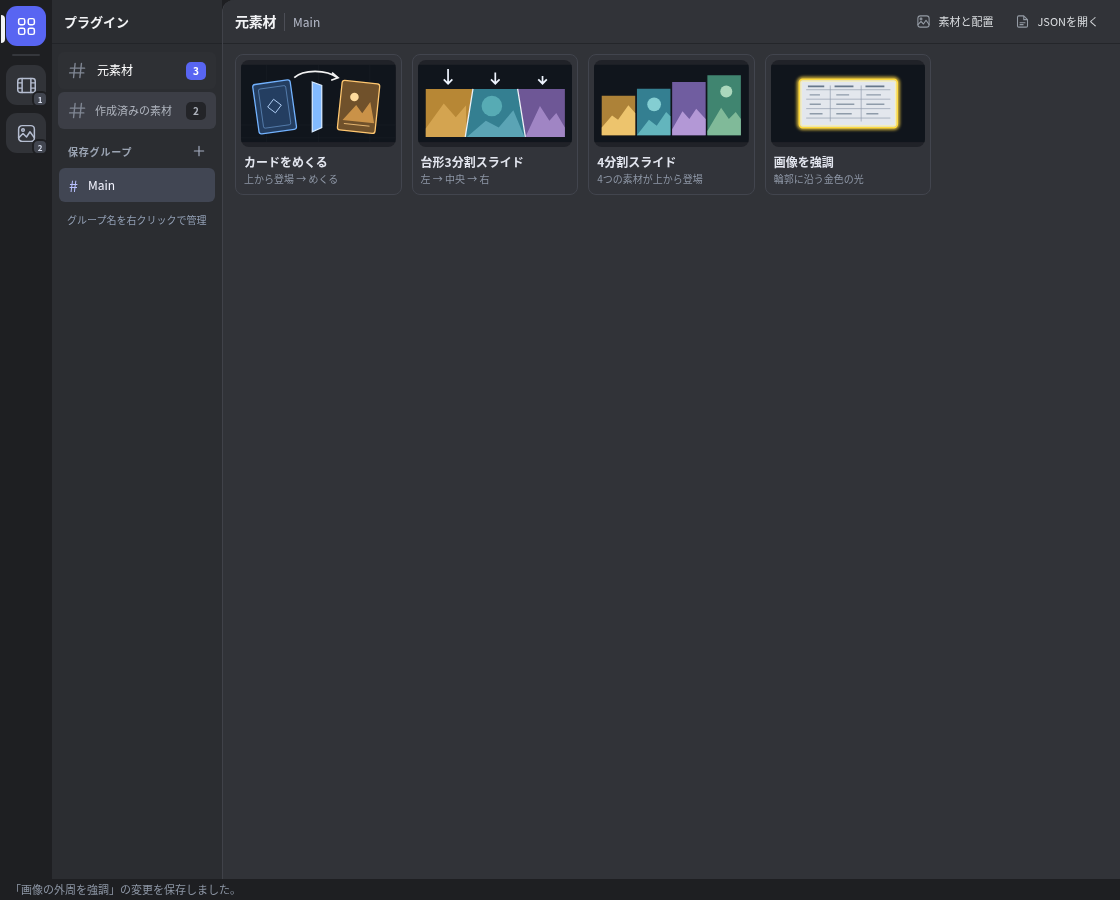 プラグイン
元素材 3
作成済みの素材 2
保存グループ
# Main
グループ名を右クリックで管理
1
2
元素材 Main
素材と配置
JSONを開く
カードをめくる
上から登場 → めくる
台形3分割スライド
左 → 中央 → 右
4分割スライド
4つの素材が上から登場
画像を強調
輪郭に沿う金色の光
「画像の外周を強調」の変更を保存しました。